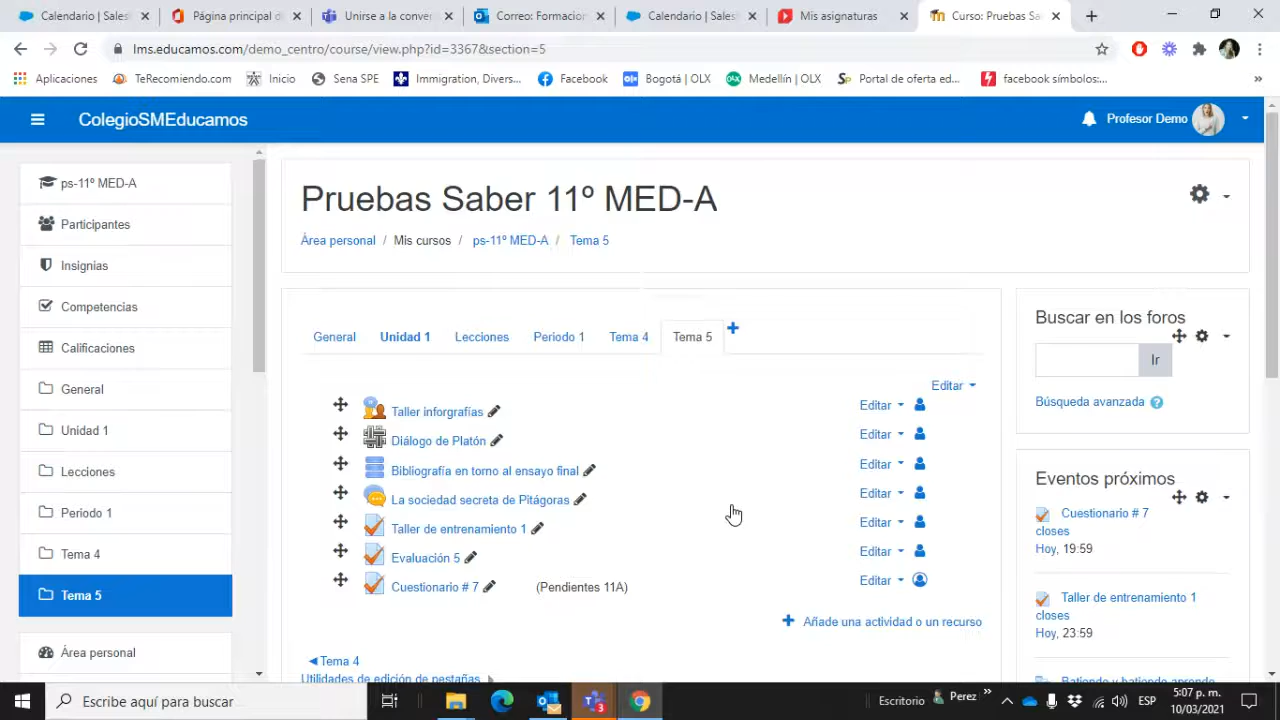 Calendario | Sales
Página principal d
Unirse a la conver
Correo: Formacion
Calendario | Sales
Mis asignaturas
Curso: Pruebas Sa
lms.educamos.com/demo_centro/course/view.php?id=3367&section=5
Aplicaciones
TeRecomiendo.com
Inicio
Sena SPE
Immigration, Divers...
Facebook
Bogotá | OLX
Medellín | OLX
Portal de oferta ed...
facebook símbolos:...
»
ColegioSMEducamos
Profesor Demo
ps-11º MED-A
Participantes
Insignias
Competencias
Calificaciones
General
Unidad 1
Lecciones
Periodo 1
Tema 4
Tema 5
Área personal
Pruebas Saber 11º MED-A
Área personal / Mis cursos / ps-11º MED-A / Tema 5
General Unidad 1 Lecciones Periodo 1 Tema 4 Tema 5
Editar
Taller inforgrafías Editar
Diálogo de Platón Editar
Bibliografía en torno al ensayo final Editar
La sociedad secreta de Pitágoras Editar
Taller de entrenamiento 1 Editar
Evaluación 5 Editar
Cuestionario # 7 (Pendientes 11A) Editar
Añade una actividad o un recurso
◀ Tema 4
Utilidades de edición de pestañas
Buscar en los foros
Ir
Búsqueda avanzada
Eventos próximos
Cuestionario # 7
closes
Hoy, 19:59
Taller de entrenamiento 1
closes
Hoy, 23:59
Batiendo y batiendo aprendo
Escribe aquí para buscar
3
Escritorio
Perez
»
ESP
5:07 p. m.
10/03/2021